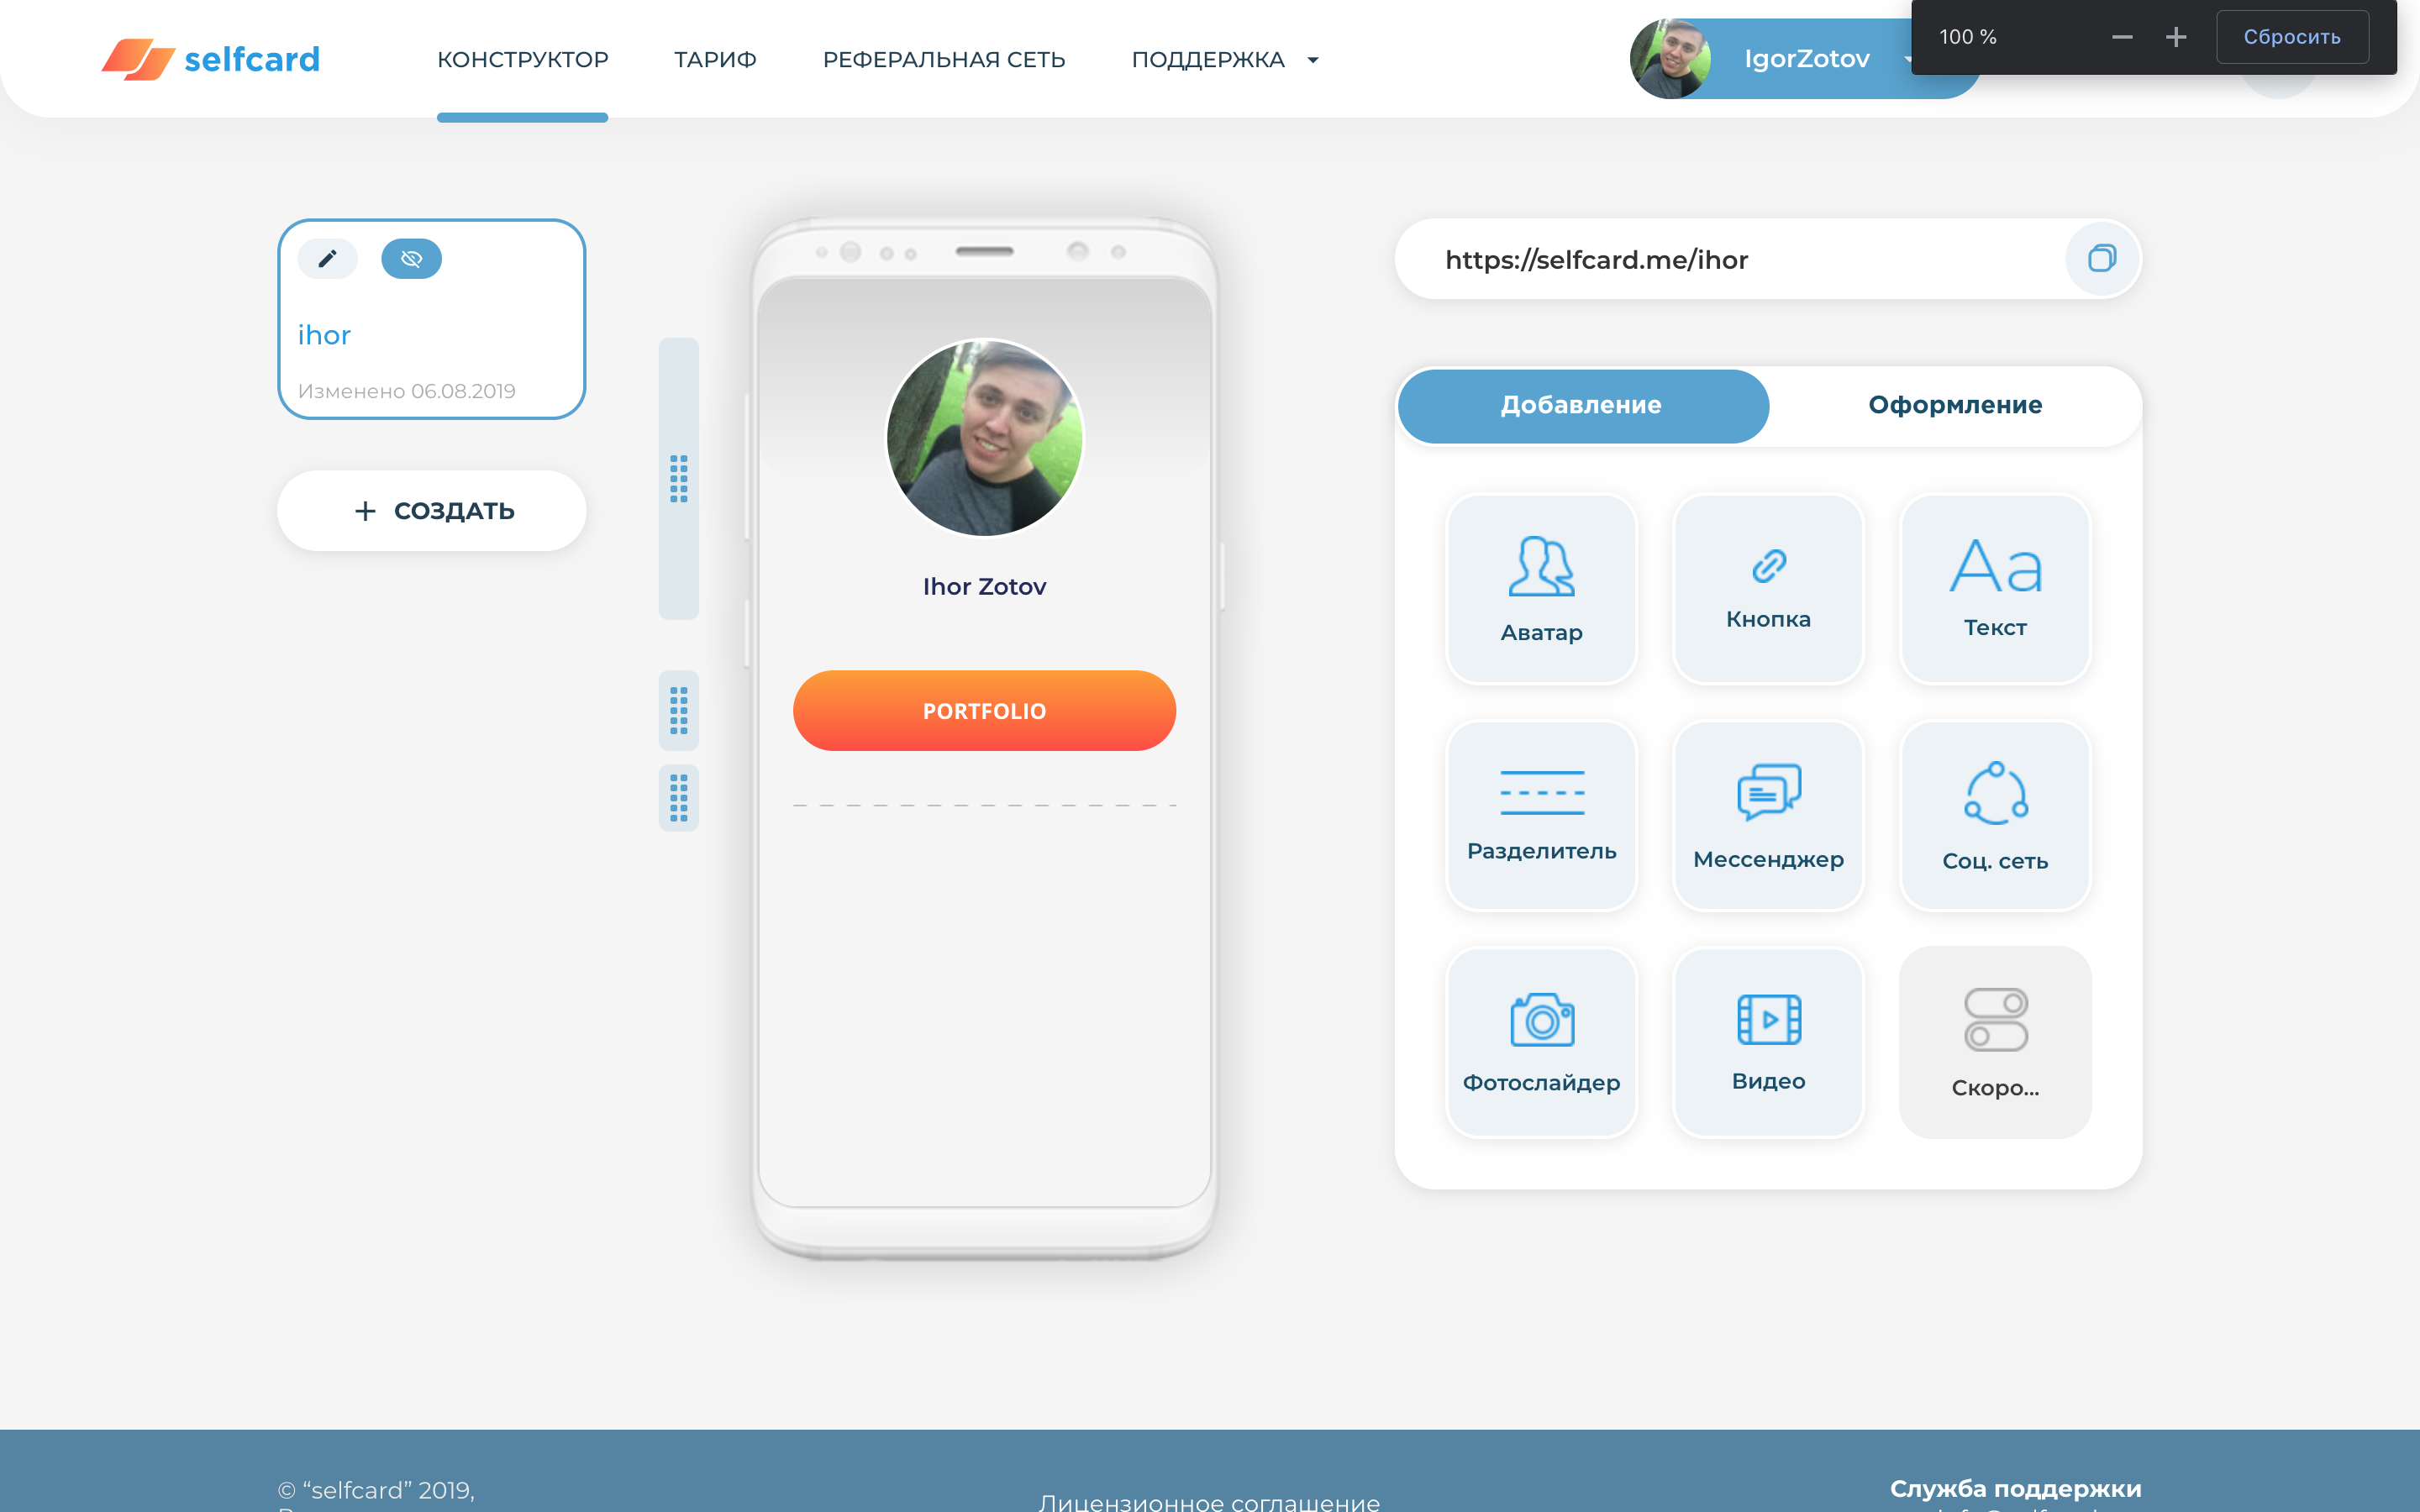 selfcard
КОНСТРУКТОР
ТАРИФ
РЕФЕРАЛЬНАЯ СЕТЬ
ПОДДЕРЖКА
IgorZotov
100 %
Сбросить
ihor
Изменено 06.08.2019
СОЗДАТЬ
Ihor Zotov
PORTFOLIO
https://selfcard.me/ihor
Добавление
Оформление
Аватар
Кнопка
Текст
Разделитель
Мессенджер
Соц. сеть
Фотослайдер
Видео
Скоро...
© “selfcard” 2019,
Лицензионное соглашение
Служба поддержки